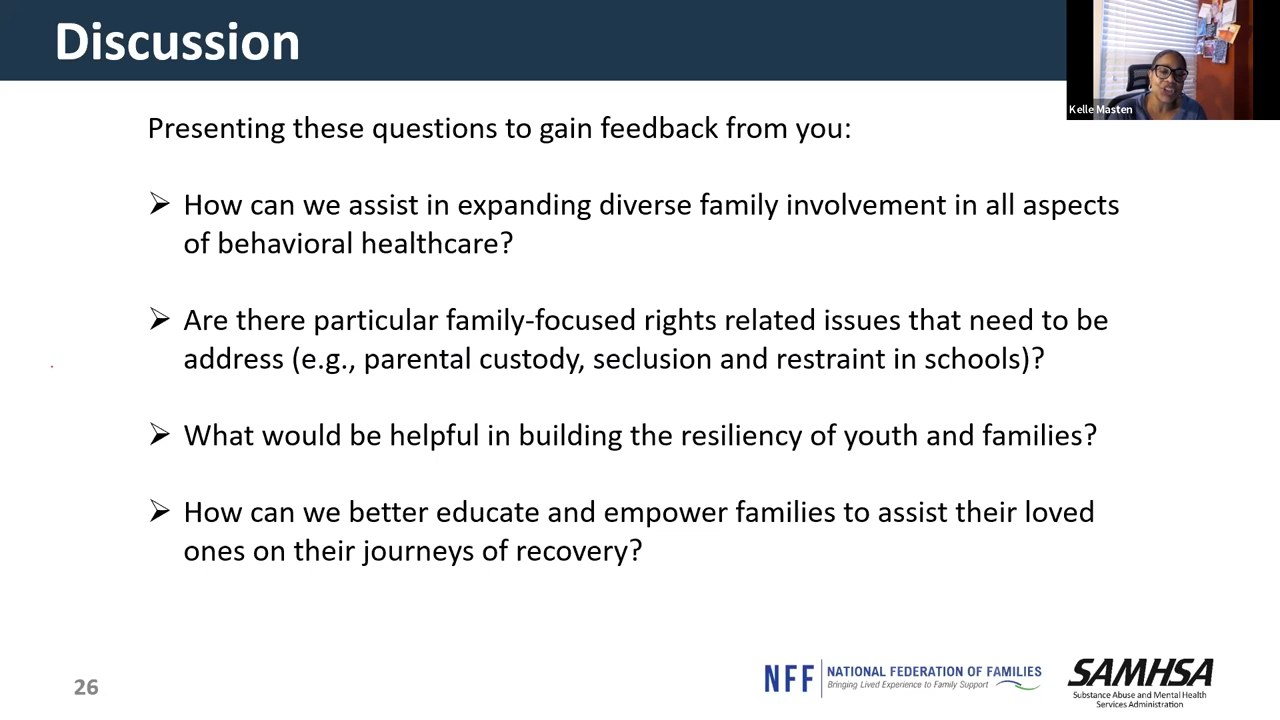 Discussion
Kelle Masten
Presenting these questions to gain feedback from you:
➢ How can we assist in expanding diverse family involvement in all aspects
of behavioral healthcare?
➢ Are there particular family-focused rights related issues that need to be
address (e.g., parental custody, seclusion and restraint in schools)?
➢ What would be helpful in building the resiliency of youth and families?
➢ How can we better educate and empower families to assist their loved
ones on their journeys of recovery?
26
NFF NATIONAL FEDERATION OF FAMILIES
Bringing Lived Experience to Family Support
SAMHSA
Substance Abuse and Mental Health
Services Administration